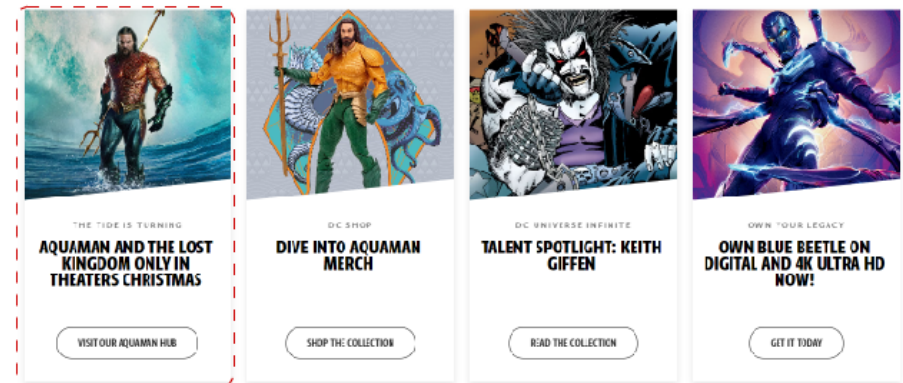 THE TIDE IS TURNING
AQUAMAN AND THE LOST
KINGDOM ONLY IN
THEATERS CHRISTMAS
VISIT OUR AQUAMAN HUB
DC SHOP
DIVE INTO AQUAMAN
MERCH
SHOP THE COLLECTION
DC UNIVERSE INFINITE
TALENT SPOTLIGHT: KEITH
GIFFEN
READ THE COLLECTION
OWN YOUR LEGACY
OWN BLUE BEETLE ON
DIGITAL AND 4K ULTRA HD
NOW!
GET IT TODAY